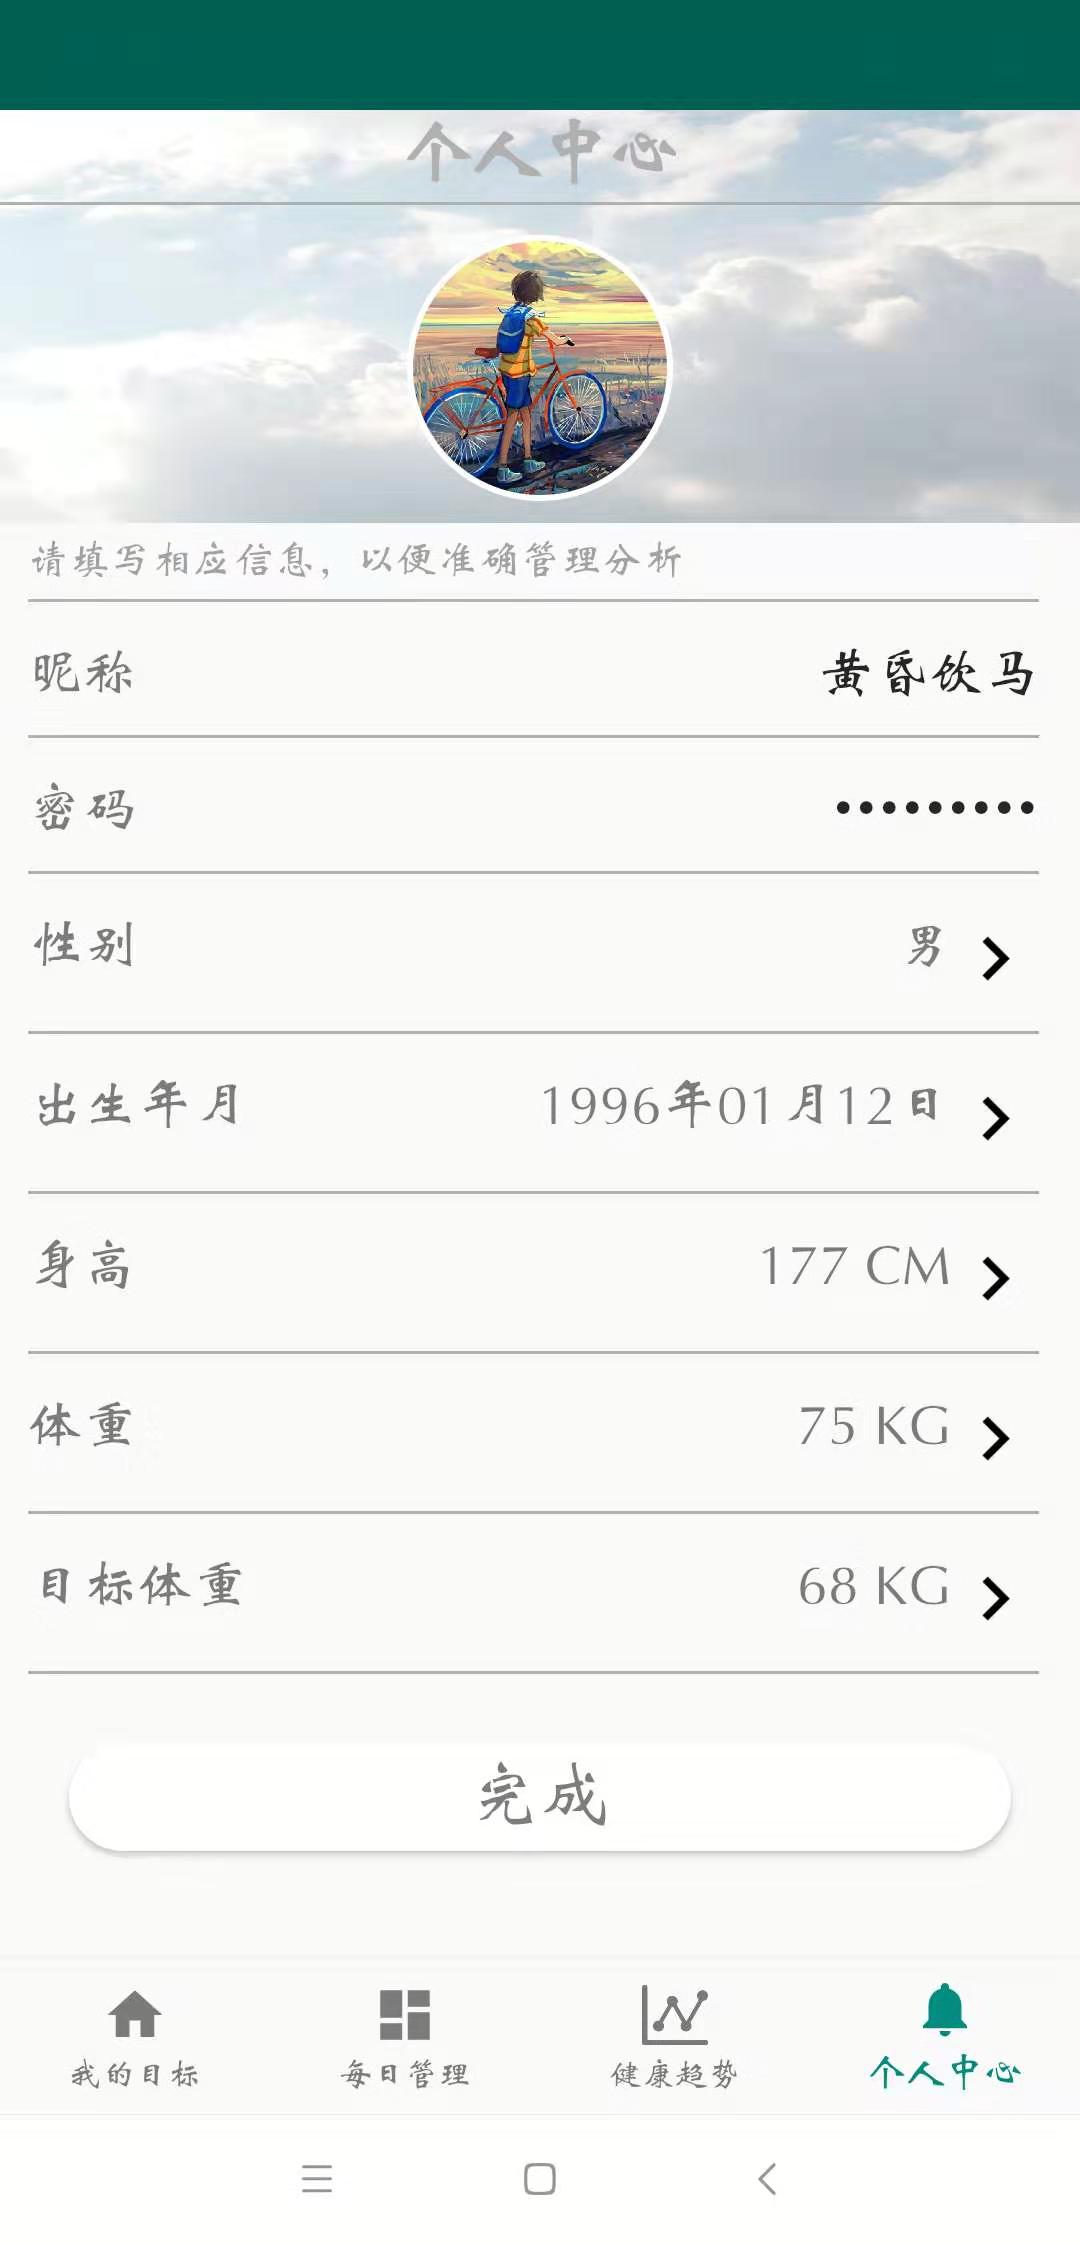 个人中心
请填写相应信息，以便准确管理分析
昵称 黄昏饮马
密码 •••••••••
性别 男
出生年月 1996年01月12日
身高 177 CM
体重 75 KG
目标体重 68 KG
完成
我的目标 每日管理 健康趋势 个人中心